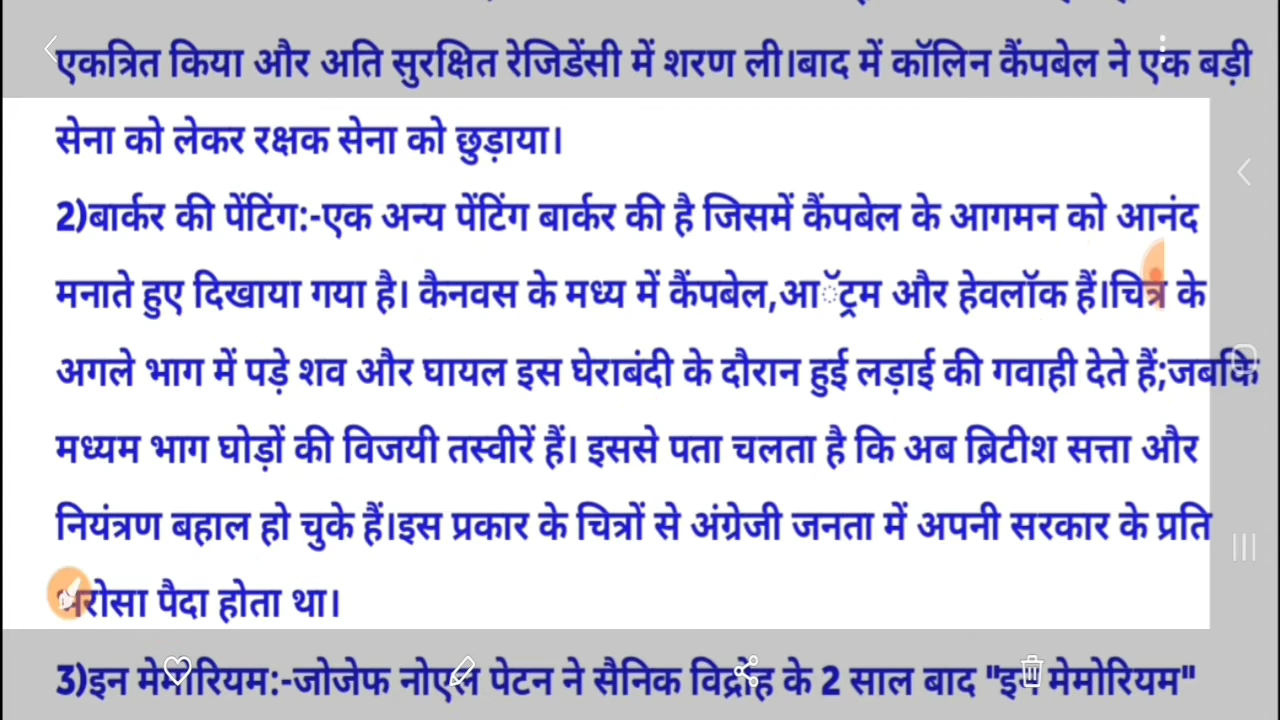 एकत्रित किया और अति सुरक्षित रेजिडेंसी में शरण ली।बाद में कॉलिन कैंपबेल ने एक बड़ी
सेना को लेकर रक्षक सेना को छुड़ाया।
2)बार्कर की पेंटिंग:-एक अन्य पेंटिंग बार्कर की है जिसमें कैंपबेल के आगमन को आनंद
मनाते हुए दिखाया गया है। कैनवस के मध्य में कैंपबेल,आॅट्रम और हेवलॉक हैं।चित्र के
अगले भाग में पड़े शव और घायल इस घेराबंदी के दौरान हुई लड़ाई की गवाही देते हैं;जबकि
मध्यम भाग घोड़ों की विजयी तस्वीरें हैं। इससे पता चलता है कि अब ब्रिटीश सत्ता और
नियंत्रण बहाल हो चुके हैं।इस प्रकार के चित्रों से अंग्रेजी जनता में अपनी सरकार के प्रति
भरोसा पैदा होता था।
3)इन मेमोरियम:-जोजेफ नोएल पेटन ने सैनिक विद्रोह के 2 साल बाद "इन मेमोरियम"